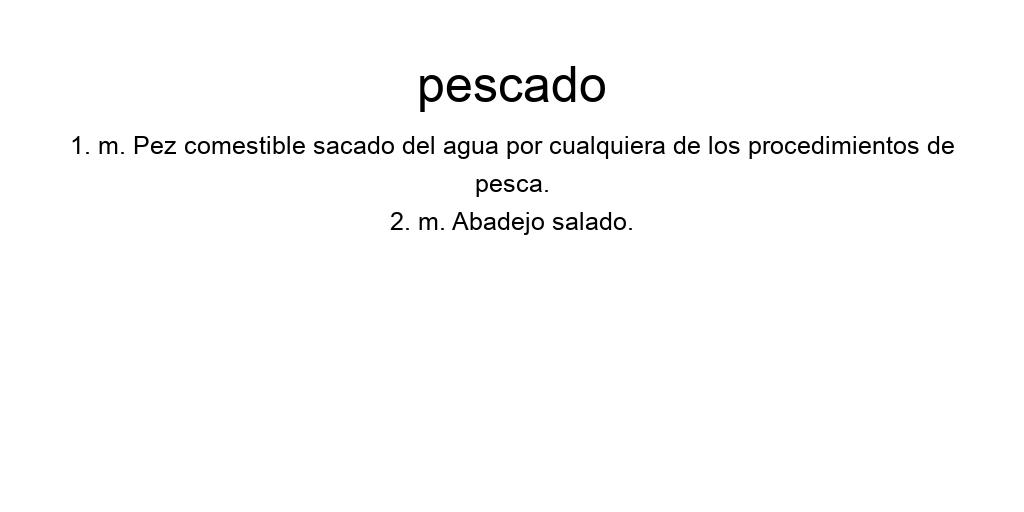 pescado
1. m. Pez comestible sacado del agua por cualquiera de los procedimientos de
pesca.
2. m. Abadejo salado.